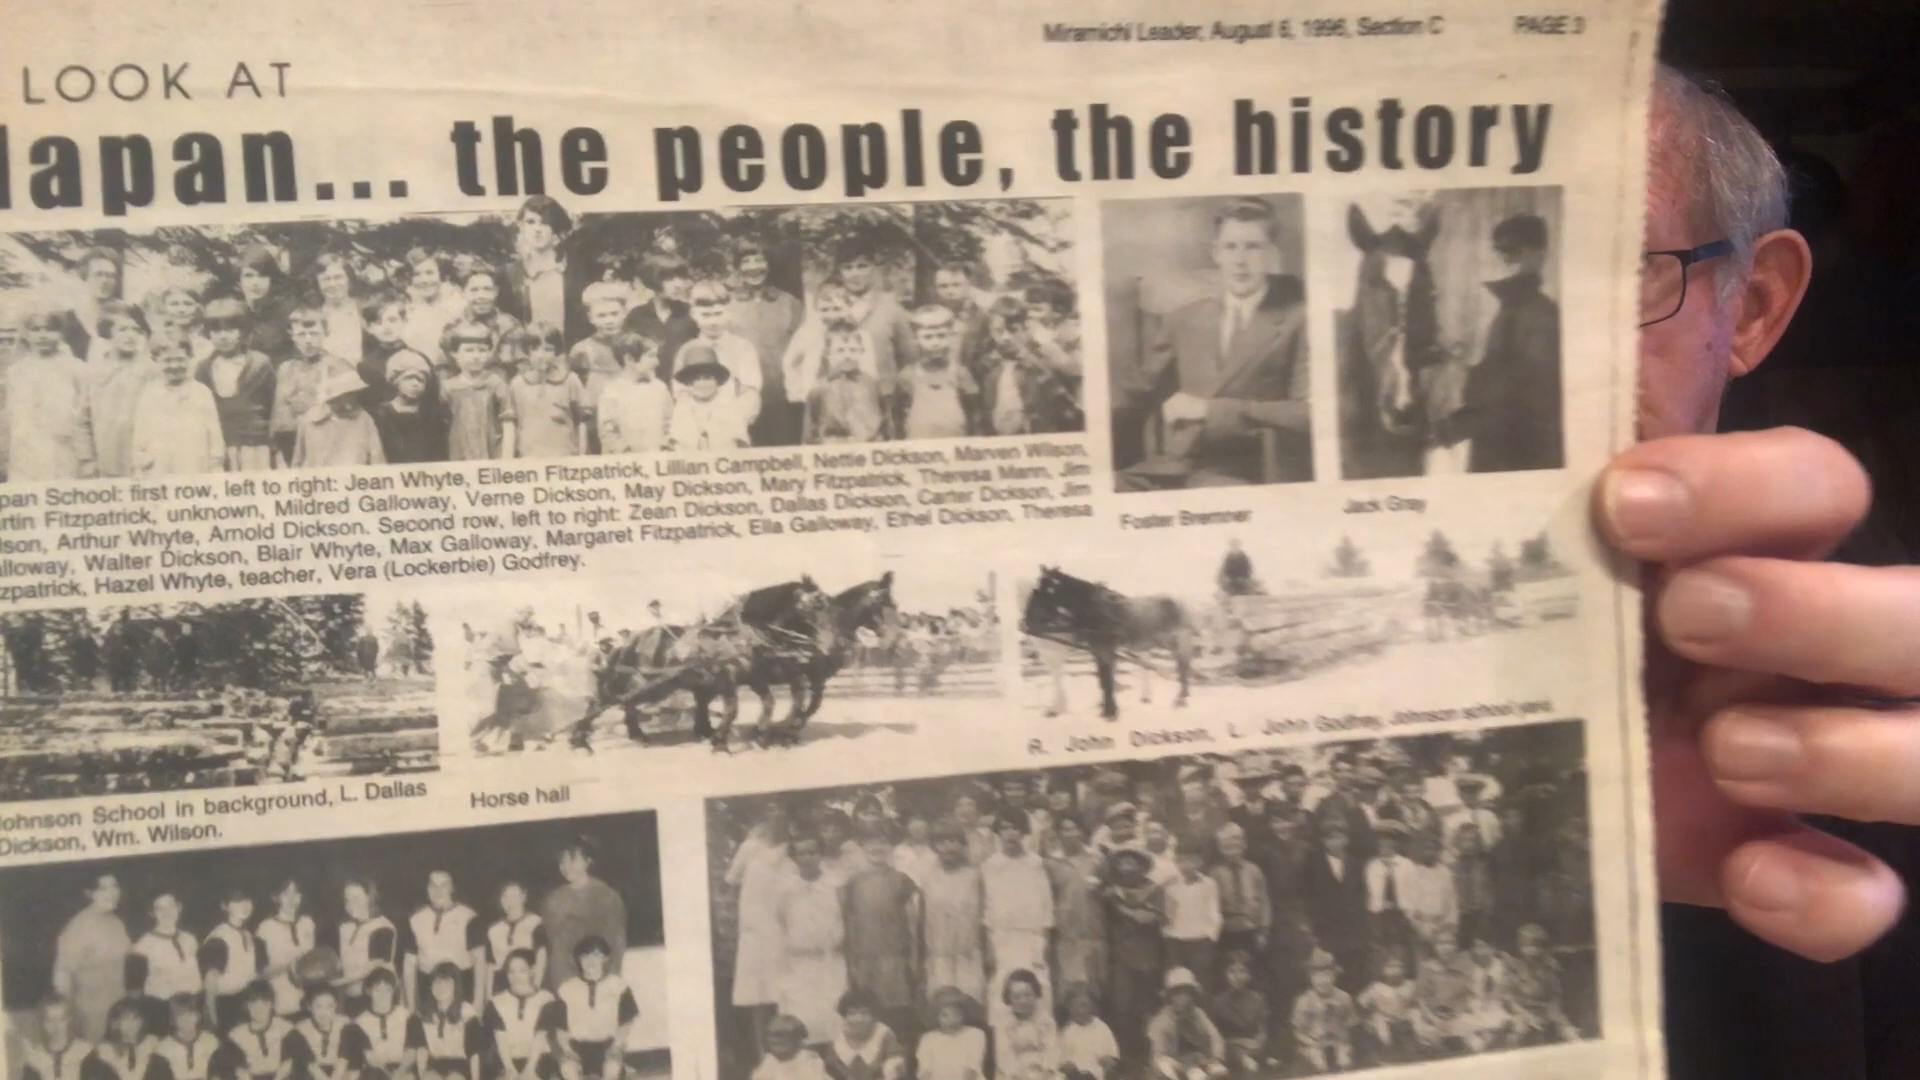 Miramichi Leader, August 6, 1996, Section C PAGE 3
LOOK AT
Napan... the people, the history
pan School: first row, left to right: Jean Whyte, Eileen Fitzpatrick, Lillian Campbell, Nettie Dickson, Marven Wilson,
rtin Fitzpatrick, unknown, Mildred Galloway, Verne Dickson, May Dickson, Mary Fitzpatrick, Theresa Mann, Jim
lson, Arthur Whyte, Arnold Dickson. Second row, left to right: Zean Dickson, Dallas Dickson, Carter Dickson, Jim
alloway, Walter Dickson, Blair Whyte, Max Galloway, Margaret Fitzpatrick, Ella Galloway, Ethel Dickson, Theresa
zpatrick, Hazel Whyte, teacher, Vera (Lockerbie) Godfrey.
Foster Bremner
Jack Gray
ohnson School in background, L. Dallas
Dickson, Wm. Wilson.
Horse hall
R. John Dickson, L. John Godfrey, Johnson school yard.